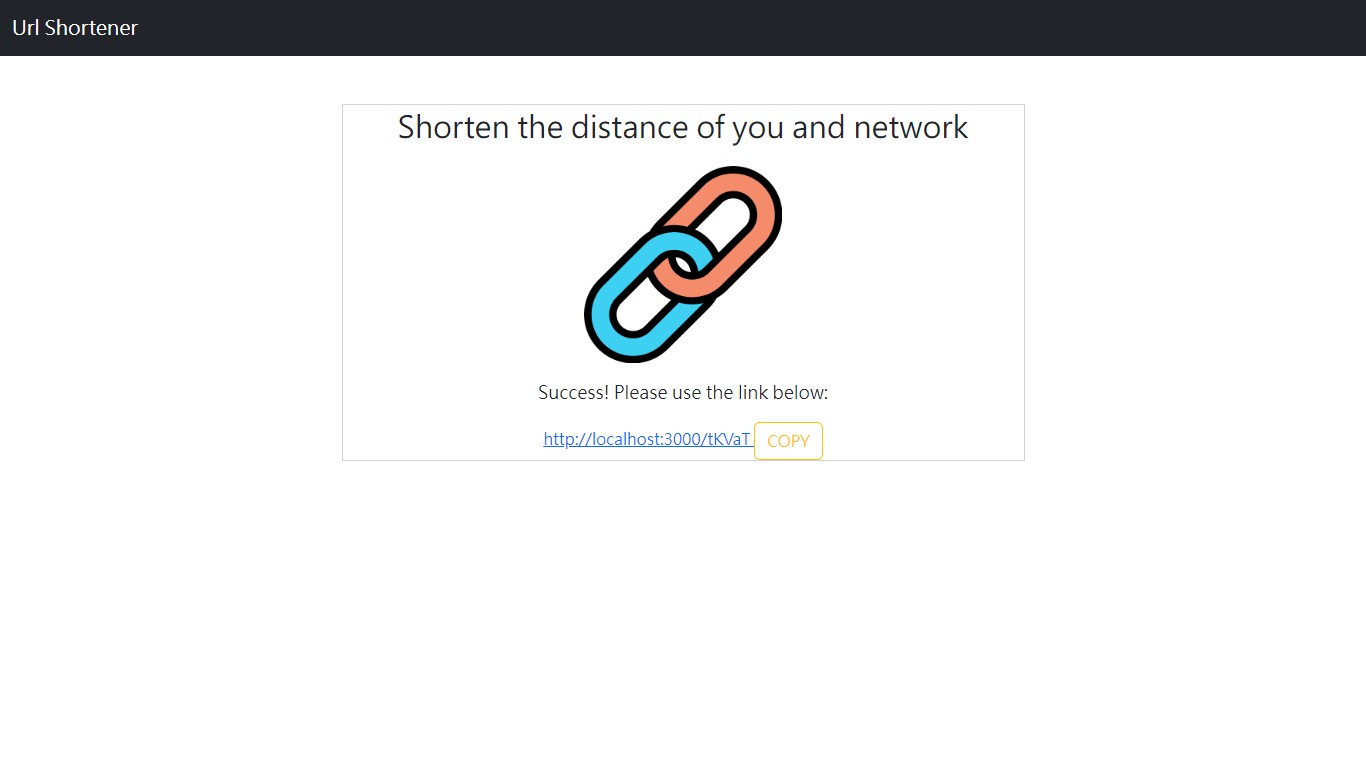 Url Shortener
Shorten the distance of you and network
Success! Please use the link below:
http://localhost:3000/tKVaT COPY